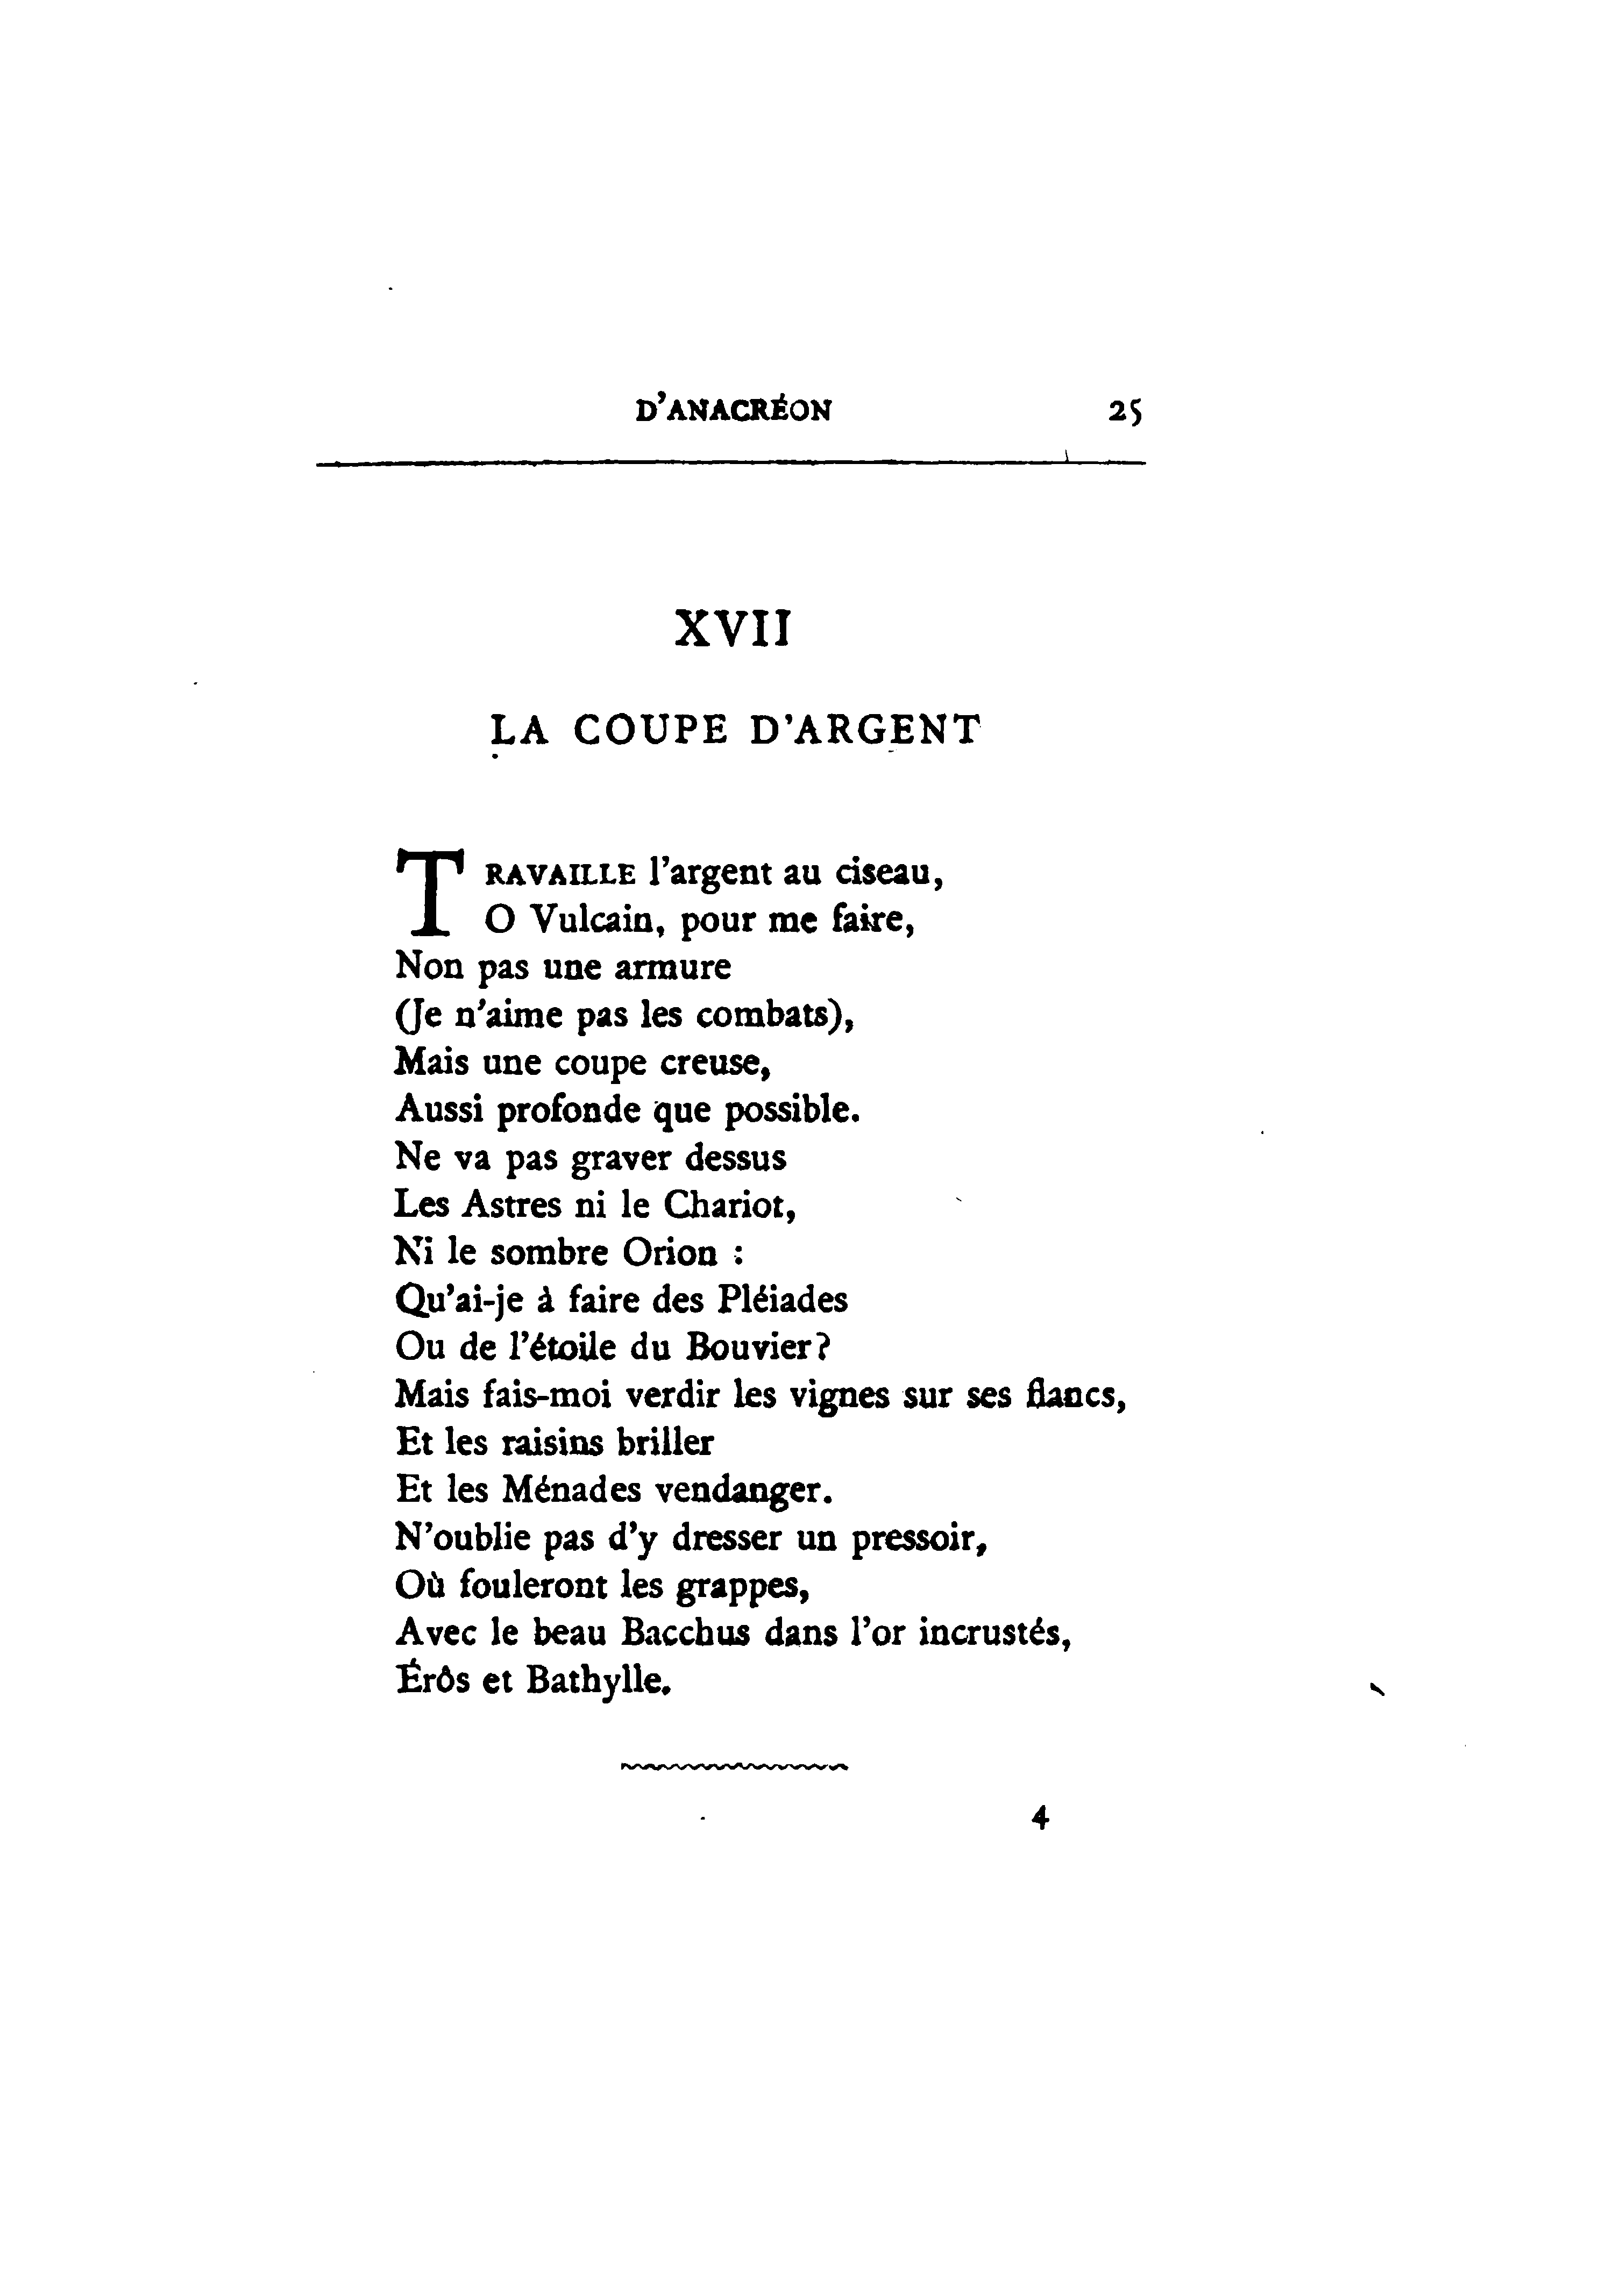 D'ANACRÉON 25
XVII
LA COUPE D'ARGENT
TRAVAILLE l'argent au ciseau,
O Vulcain, pour me faire,
Non pas une armure
(Je n'aime pas les combats),
Mais une coupe creuse,
Aussi profonde que possible.
Ne va pas graver dessus
Les Astres ni le Chariot,
Ni le sombre Orion :
Qu'ai-je à faire des Pléiades
Ou de l'étoile du Bouvier?
Mais fais-moi verdir les vignes sur ses flancs,
Et les raisins briller
Et les Ménades vendanger.
N'oublie pas d'y dresser un pressoir,
Où fouleront les grappes,
Avec le beau Bacchus dans l'or incrustés,
Érôs et Bathylle.
4